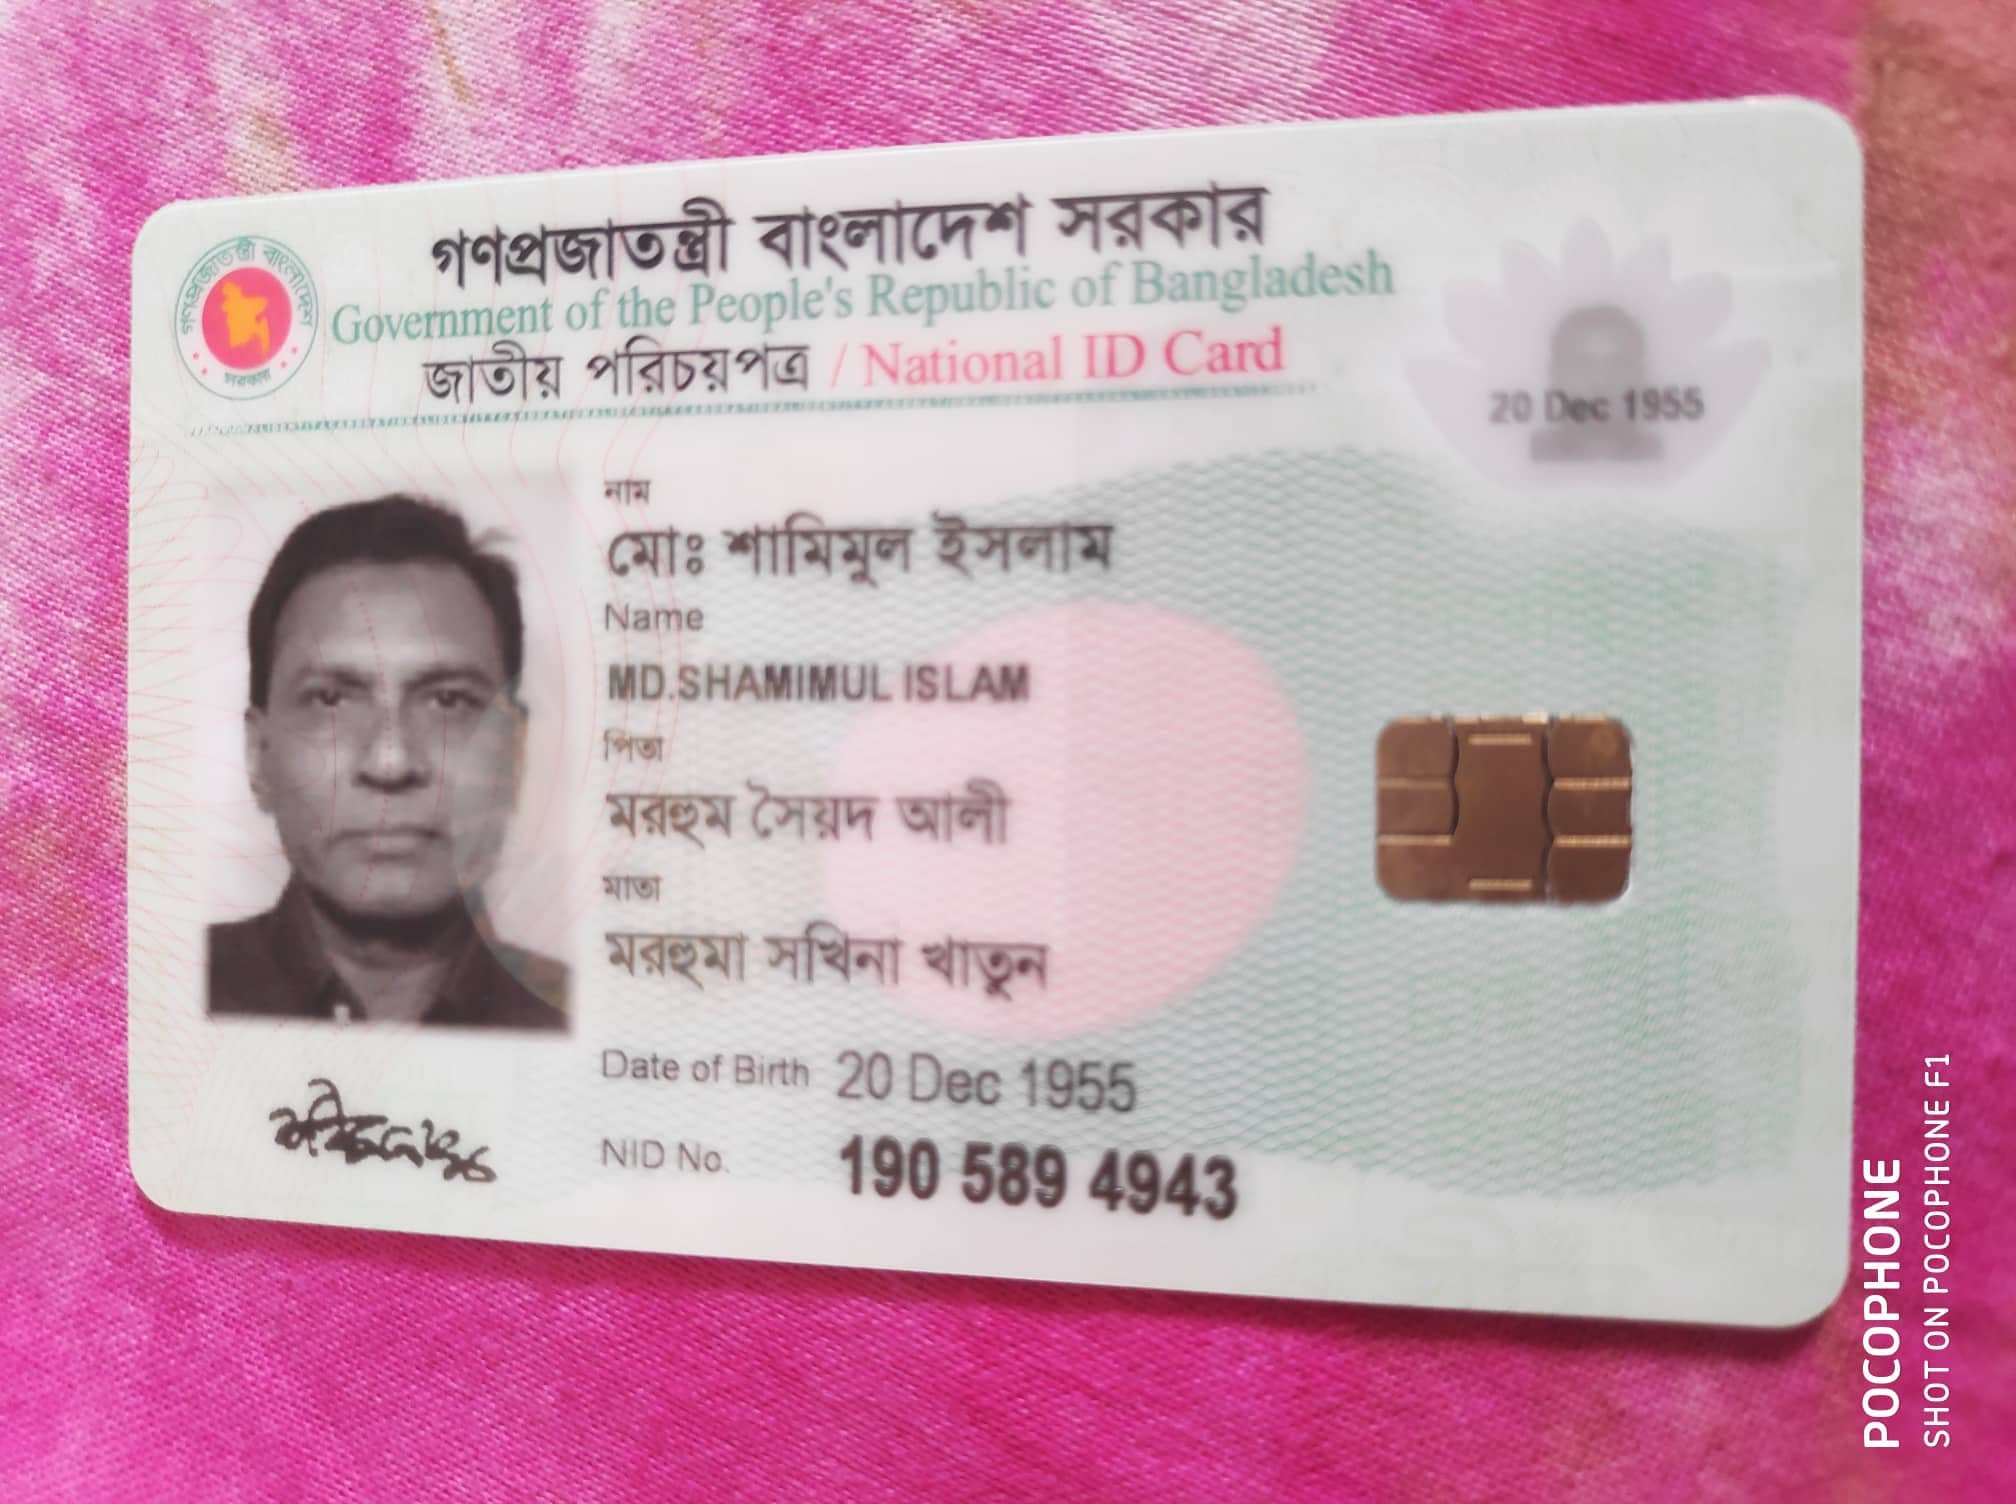 গণপ্রজাতন্ত্রী বাংলাদেশ সরকার
Government of the People's Republic of Bangladesh
জাতীয় পরিচয়পত্র / National ID Card
গণপ্রজাতন্ত্রী বাংলাদেশ
সরকার
20 Dec 1955
নাম
মোঃ শামিমুল ইসলাম
Name
MD.SHAMIMUL ISLAM
পিতা
মরহুম সৈয়দ আলী
মাতা
মরহুমা সখিনা খাতুন
Date of Birth 20 Dec 1955
NID No. 190 589 4943
POCOPHONE
SHOT ON POCOPHONE F1